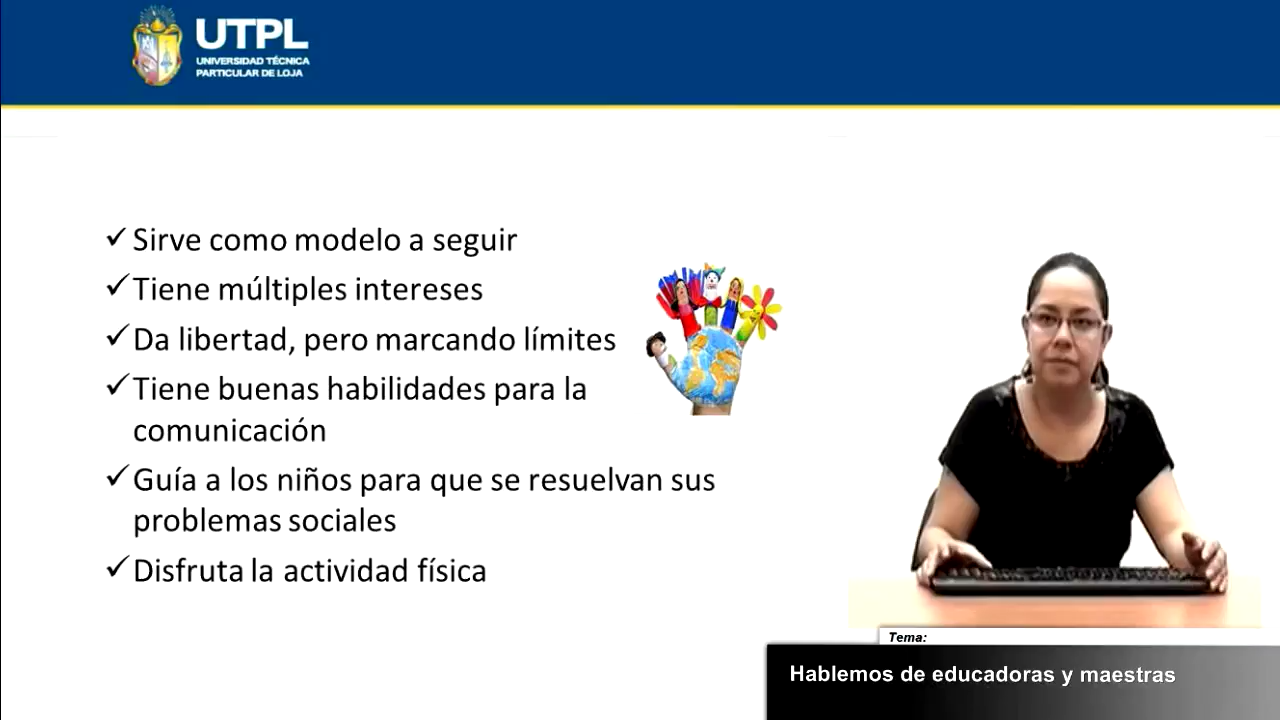 UTPL
UNIVERSIDAD TÉCNICA
PARTICULAR DE LOJA
✓Sirve como modelo a seguir
✓Tiene múltiples intereses
✓Da libertad, pero marcando límites
✓Tiene buenas habilidades para la
comunicación
✓Guía a los niños para que se resuelvan sus
problemas sociales
✓Disfruta la actividad física
Tema:
Hablemos de educadoras y maestras